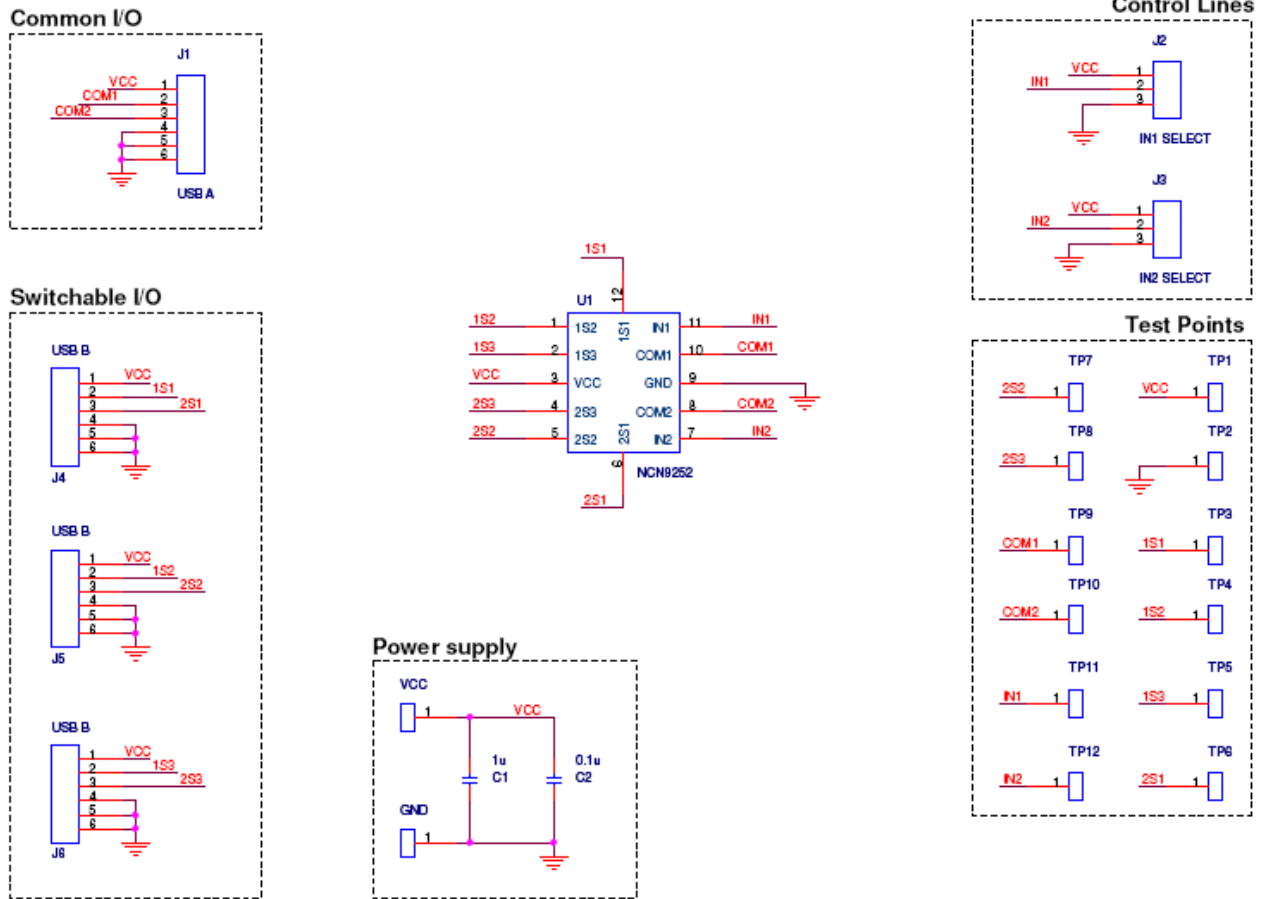 Common I/O
J1
VCC 1
COM1 2
COM2 3
4
5
6
USB A
Switchable I/O
USB B
1 VCC
2 1S1
3 2S1
4
5
6
J4
USB B
1 VCC
2 1S2
3 2S2
4
5
6
J5
USB B
1 VCC
2 1S3
3 2S3
4
5
6
J6
1S1
12
U1
1S2 1 1S2 1S1 IN1 11 IN1
1S3 2 1S3 COM1 10 COM1
VCC 3 VCC GND 9
2S3 4 2S3 COM2 8 COM2
2S2 5 2S2 2S1 IN2 7 IN2
6
NCN9252
2S1
Power supply
VCC
1 VCC
1u 0.1u
C1 C2
GND
1
Control Lines
J2
VCC 1
IN1 2
3
IN1 SELECT
J3
VCC 1
IN2 2
3
IN2 SELECT
Test Points
TP7 TP1
2S2 1 VCC 1
TP8 TP2
2S3 1 1
TP9 TP3
COM1 1 1S1 1
TP10 TP4
COM2 1 1S2 1
TP11 TP5
IN1 1 1S3 1
TP12 TP6
IN2 1 2S1 1